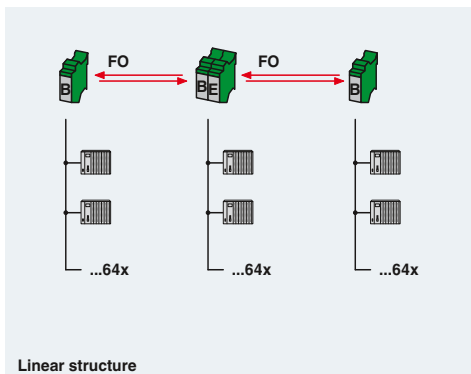 FO FO
B BE B
...64x ...64x ...64x
Linear structure